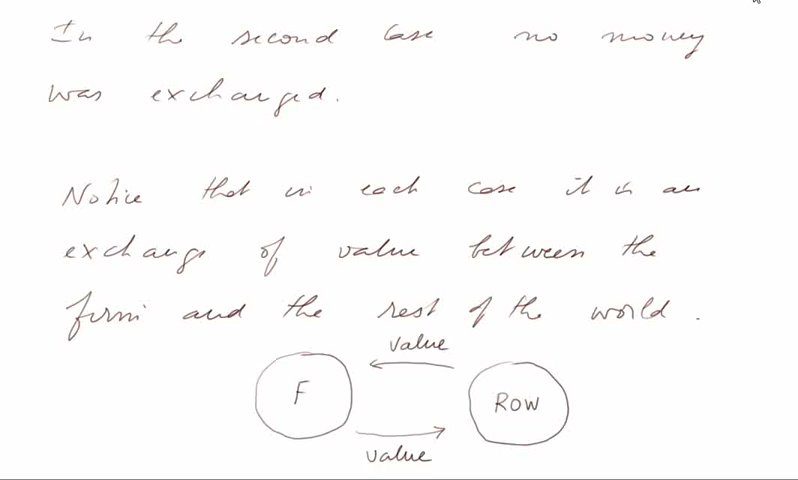 In the second case no money
was exchanged.
Notice that in each case it is an
exchange of value between the
firm and the rest of the world.
value
F
Row
value